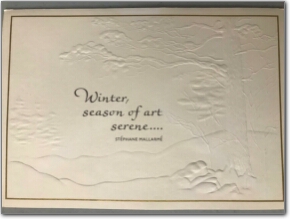 Winter,
season of art
serene....
STÉPHANE MALLARMÉ